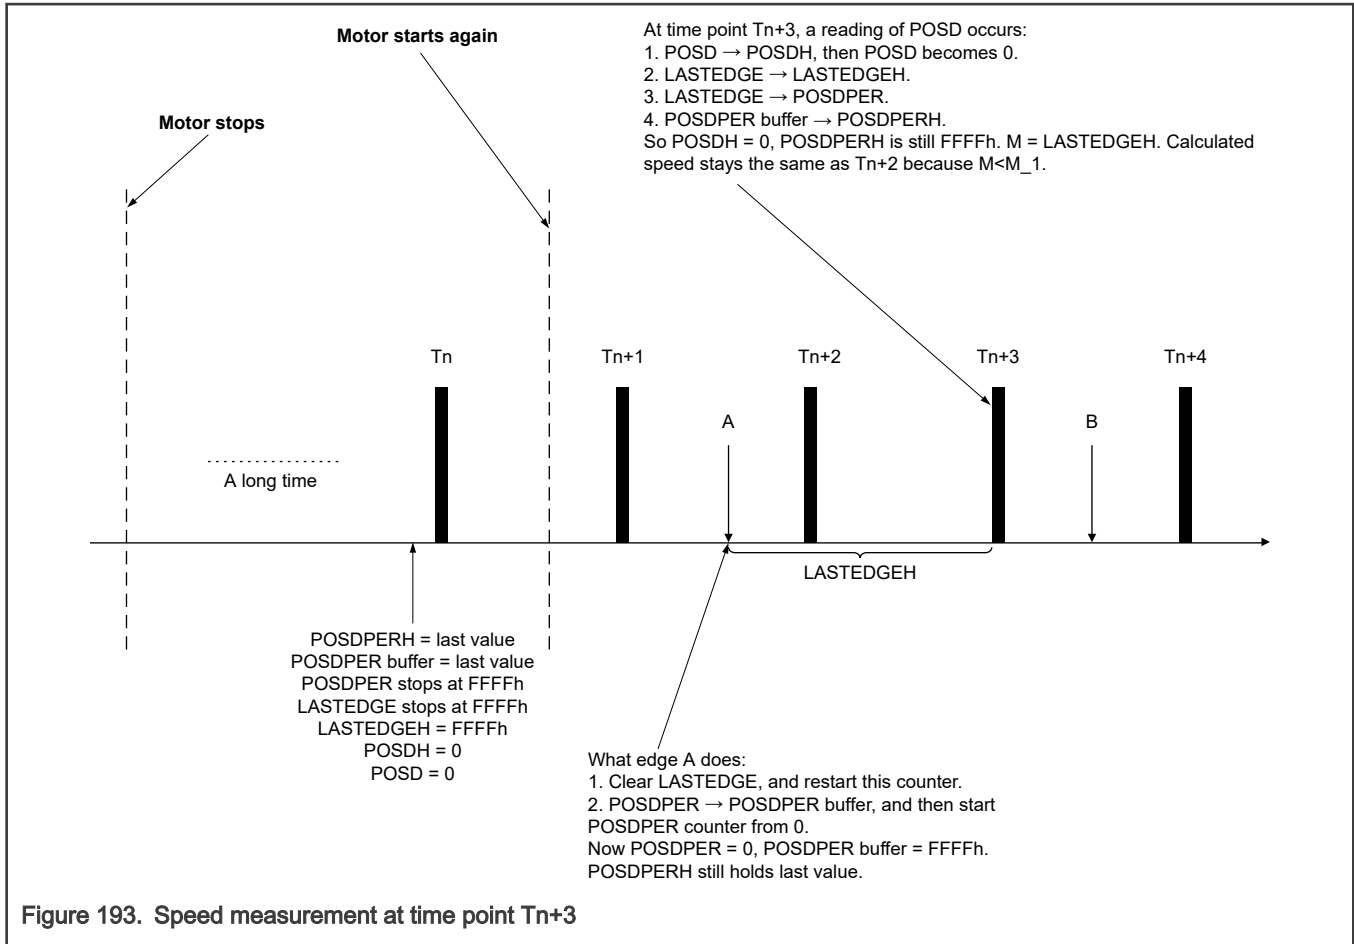 Motor starts again
At time point Tn+3, a reading of POSD occurs:
1. POSD → POSDH, then POSD becomes 0.
2. LASTEDGE → LASTEDGEH.
3. LASTEDGE → POSDPER.
4. POSDPER buffer → POSDPERH.
So POSDH = 0, POSDPERH is still FFFFh. M = LASTEDGEH. Calculated
speed stays the same as Tn+2 because M<M_1.
Motor stops
Tn
Tn+1
Tn+2
Tn+3
Tn+4
A
B
A long time
LASTEDGEH
POSDPERH = last value
POSDPER buffer = last value
POSDPER stops at FFFFh
LASTEDGE stops at FFFFh
LASTEDGEH = FFFFh
POSDH = 0
POSD = 0
What edge A does:
1. Clear LASTEDGE, and restart this counter.
2. POSDPER → POSDPER buffer, and then start
POSDPER counter from 0.
Now POSDPER = 0, POSDPER buffer = FFFFh.
POSDPERH still holds last value.
Figure 193. Speed measurement at time point Tn+3